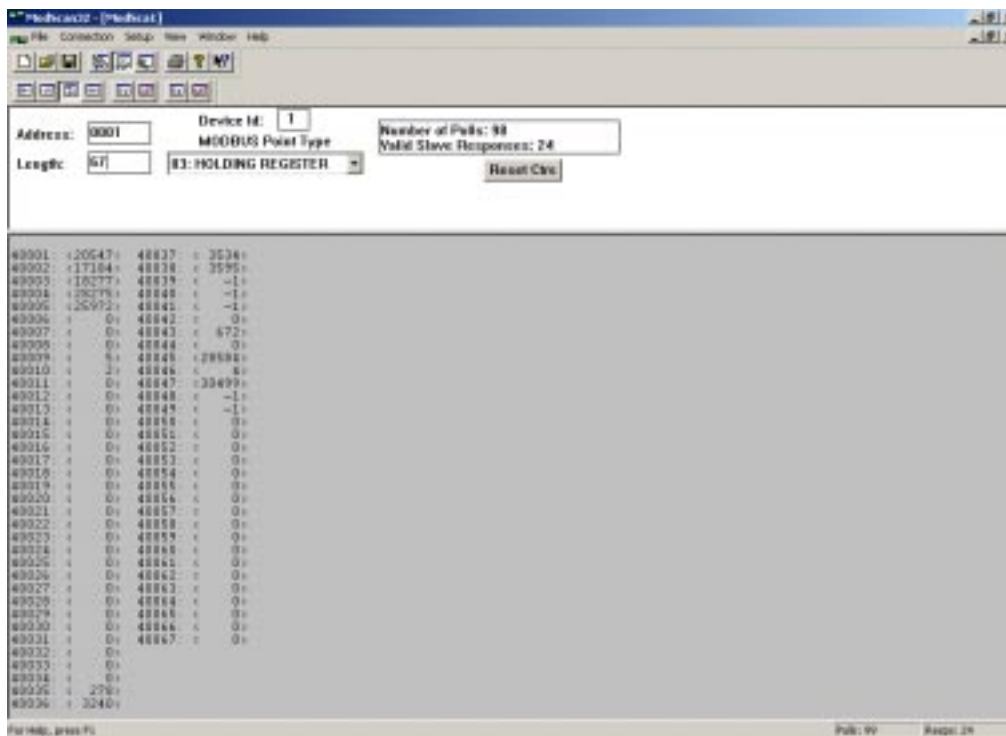 Modscan32 - [Modsca1]
File Connection Setup View Window Help
Address: 0001
Device Id: 1
MODBUS Point Type
Length: 67
03: HOLDING REGISTER
Number of Polls: 98
Valid Slave Responses: 24
Reset Ctrs
40001: <20547> 40037: < 3534>
40002: <17184> 40038: < 3595>
40003: <18277> 40039: < -1>
40004: 40040: < -1>
40005: <25972> 40041: < -1>
40006: < 0> 40042: < 0>
40007: < 0> 40043: < 672>
40008: < 0> 40044: < 0>
40009: < 5> 40045:
40010: < 2> 40046:
40011: < 0> 40047:
40012: < 0> 40048: < -1>
40013: < 0> 40049: < -1>
40014: < 0> 40050: < 0>
40015: < 0> 40051: < 0>
40016: < 0> 40052: < 0>
40017: < 0> 40053: < 0>
40018: < 0> 40054: < 0>
40019: < 0> 40055: < 0>
40020: < 0> 40056: < 0>
40021: < 0> 40057: < 0>
40022: < 0> 40058: < 0>
40023: < 0> 40059: < 0>
40024: < 0> 40060: < 0>
40025: < 0> 40061: < 0>
40026: < 0> 40062: < 0>
40027: < 0> 40063: < 0>
40028: < 0> 40064: < 0>
40029: < 0> 40065: < 0>
40030: < 0> 40066: < 0>
40031: < 0> 40067: < 0>
40032: < 0>
40033: < 0>
40034: < 0>
40035: < 278>
40036: < 3240>
For Help, press F1
Polls: 99
Resps: 24